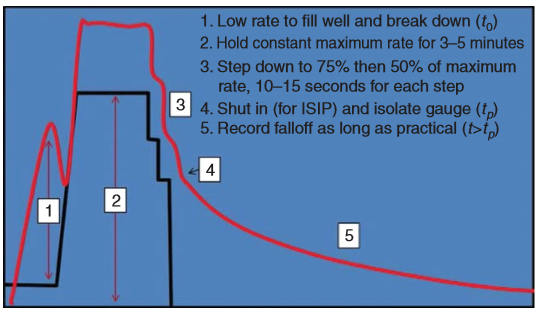 1. Low rate to fill well and break down (t₀)
2. Hold constant maximum rate for 3–5 minutes
3. Step down to 75% then 50% of maximum
rate, 10–15 seconds for each step
4. Shut in (for ISIP) and isolate gauge (tₚ)
5. Record falloff as long as practical (t>tₚ)
3
4
2
1
5